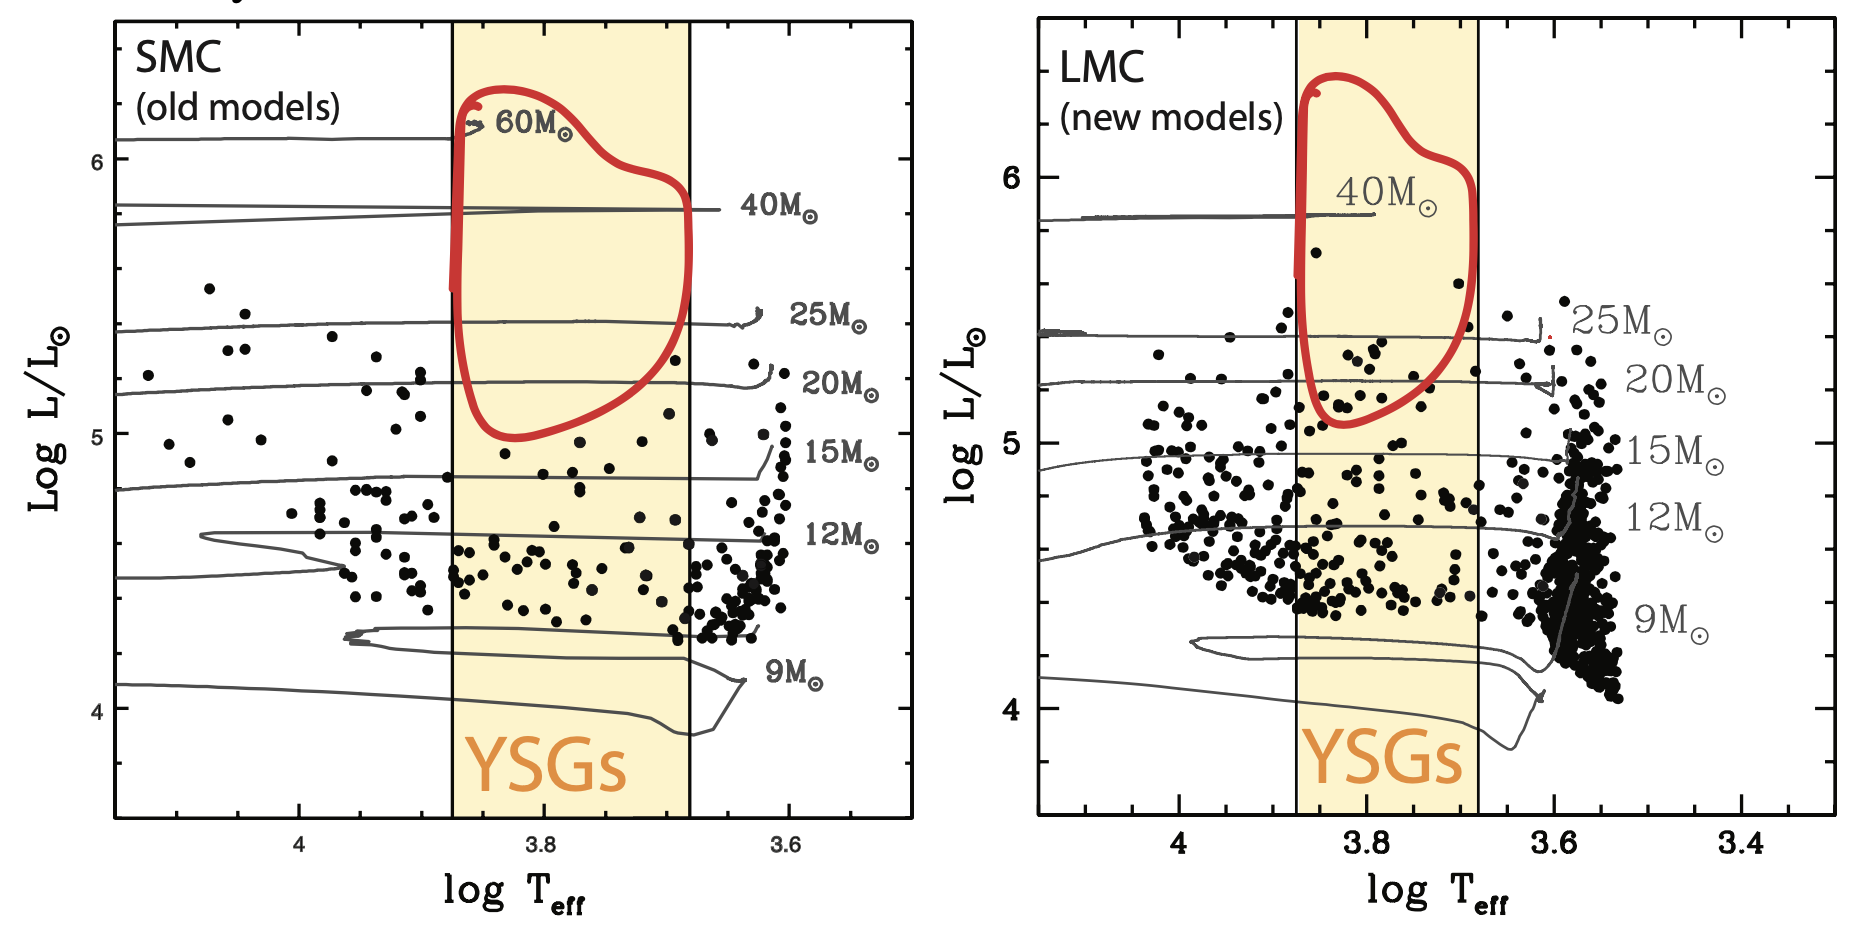 SMC
(old models)
60M⊙
40M⊙
25M⊙
20M⊙
15M⊙
12M⊙
9M⊙
YSGs
6
5
4
Log L/L⊙
4
3.8
3.6
log Teff
LMC
(new models)
40M⊙
25M⊙
20M⊙
15M⊙
12M⊙
9M⊙
YSGs
6
5
4
log L/L⊙
4
3.8
3.6
3.4
log Teff